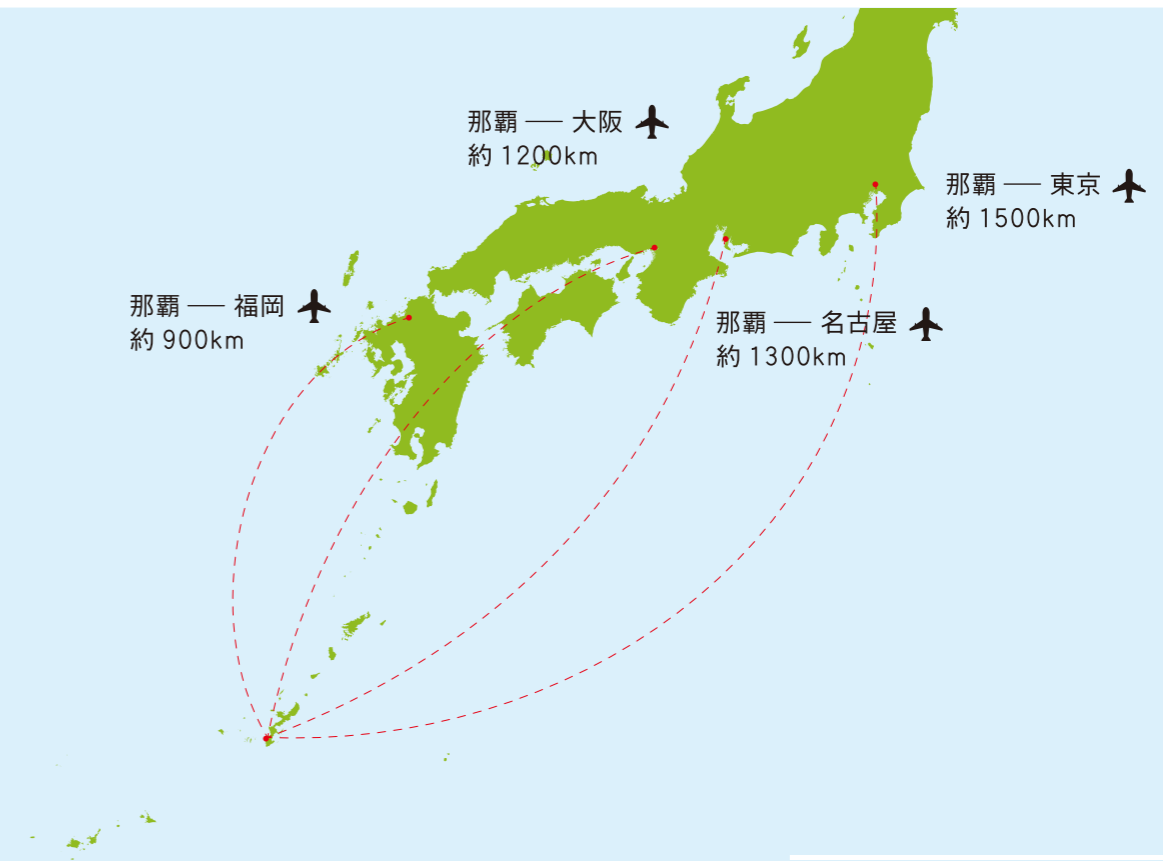 那覇 ── 大阪
約 1200km
那覇 ── 東京
約 1500km
那覇 ── 福岡
約 900km
那覇 ── 名古屋
約 1300km